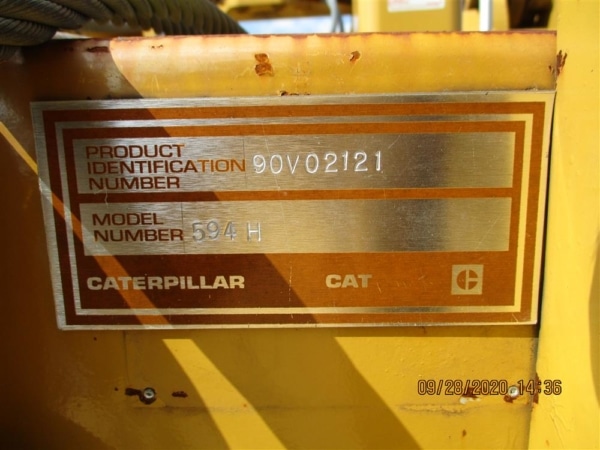 PRODUCT
IDENTIFICATION 90V02121
NUMBER
MODEL
NUMBER 594 H
CATERPILLAR CAT C
09/28/2020 14:36